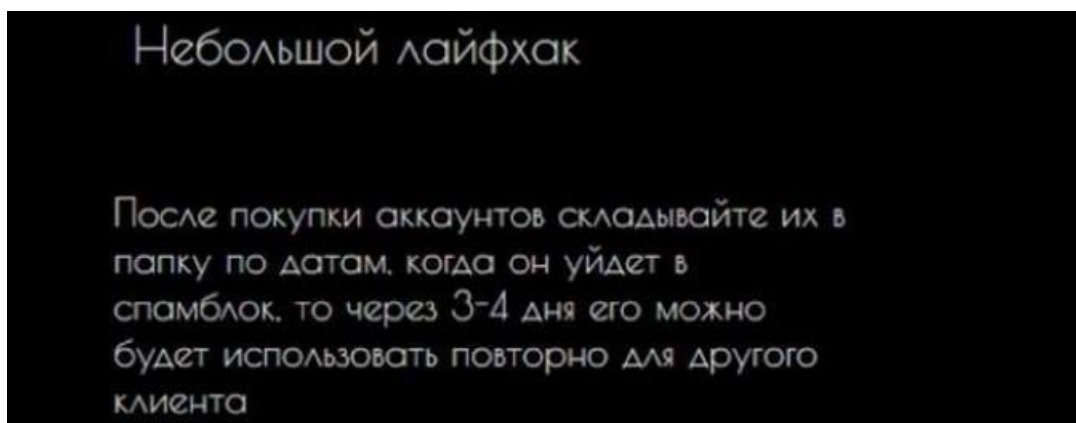 Небольшой лайфхак
После покупки аккаунтов складывайте их в
папку по датам, когда он уйдет в
спамблок, то через 3-4 дня его можно
будет использовать повторно для другого
клиента